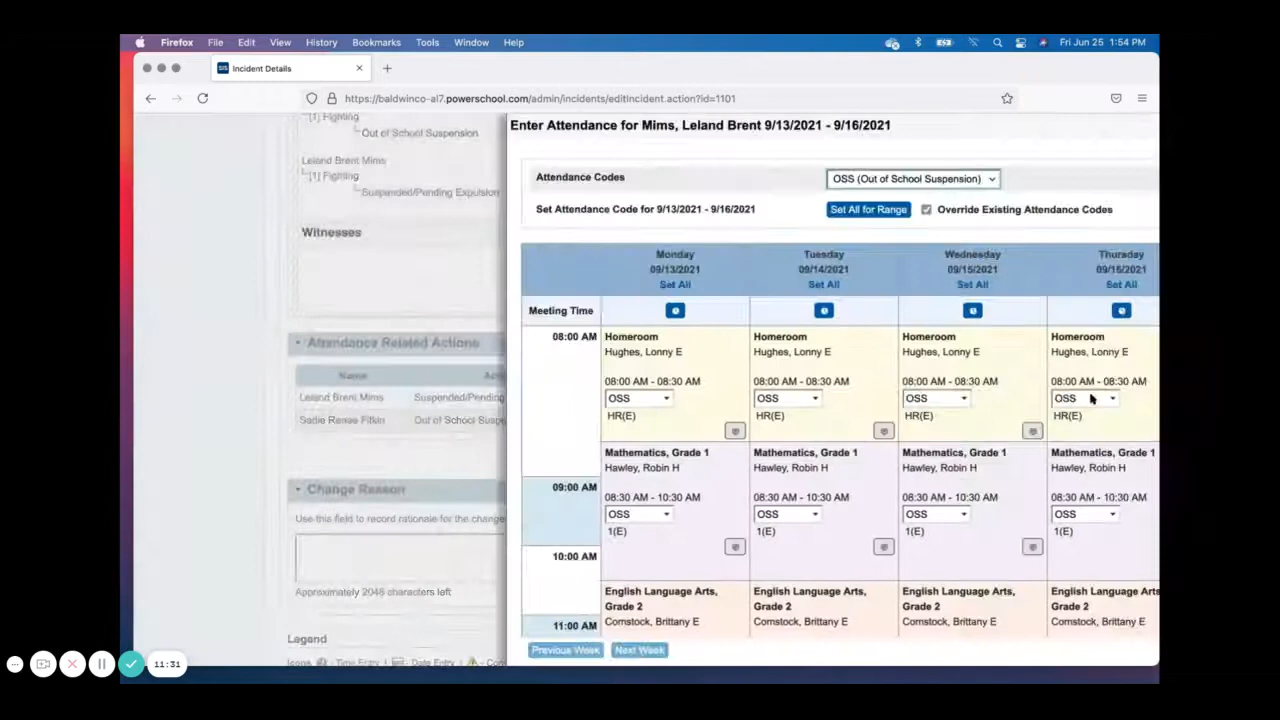 Firefox File Edit View History Bookmarks Tools Window Help Fri Jun 25 1:54 PM
Incident Details
https://baldwinco-al7.powerschool.com/admin/incidents/editIncident.action?id=1101
[1] Fighting
Out of School Suspension
Leland Brent Mims
[1] Fighting
Suspended/Pending Expulsion
Witnesses
Attendance Related Actions
Name
Leland Brent Mims Suspended/Pending
Sadie Renae Fitkin Out of School
Change Reason
Use this field to record rationale for the change
Approximately 2048 characters left
Legend
Icons - Time Entry | - Date Entry |
Enter Attendance for Mims, Leland Brent 9/13/2021 - 9/16/2021
Attendance Codes OSS (Out of School Suspension)
Set Attendance Code for 9/13/2021 - 9/16/2021 Set All for Range Override Existing Attendance Codes
Monday Tuesday Wednesday Thursday
09/13/2021 09/14/2021 09/15/2021 09/16/2021
Set All Set All Set All Set All
Meeting Time
08:00 AM Homeroom Homeroom Homeroom Homeroom
Hughes, Lonny E Hughes, Lonny E Hughes, Lonny E Hughes, Lonny E
08:00 AM - 08:30 AM 08:00 AM - 08:30 AM 08:00 AM - 08:30 AM 08:00 AM - 08:30 AM
OSS OSS OSS OSS
HR(E) HR(E) HR(E) HR(E)
Mathematics, Grade 1 Mathematics, Grade 1 Mathematics, Grade 1 Mathematics, Grade 1
Hawley, Robin H Hawley, Robin H Hawley, Robin H Hawley, Robin H
09:00 AM 08:30 AM - 10:30 AM 08:30 AM - 10:30 AM 08:30 AM - 10:30 AM 08:30 AM - 10:30 AM
OSS OSS OSS OSS
1(E) 1(E) 1(E) 1(E)
10:00 AM
English Language Arts, English Language Arts, English Language Arts, English Language Arts
Grade 2 Grade 2 Grade 2 Grade 2
11:00 AM Comstock, Brittany E Comstock, Brittany E Comstock, Brittany E Comstock, Brittany E
Previous Week Next Week
11:31